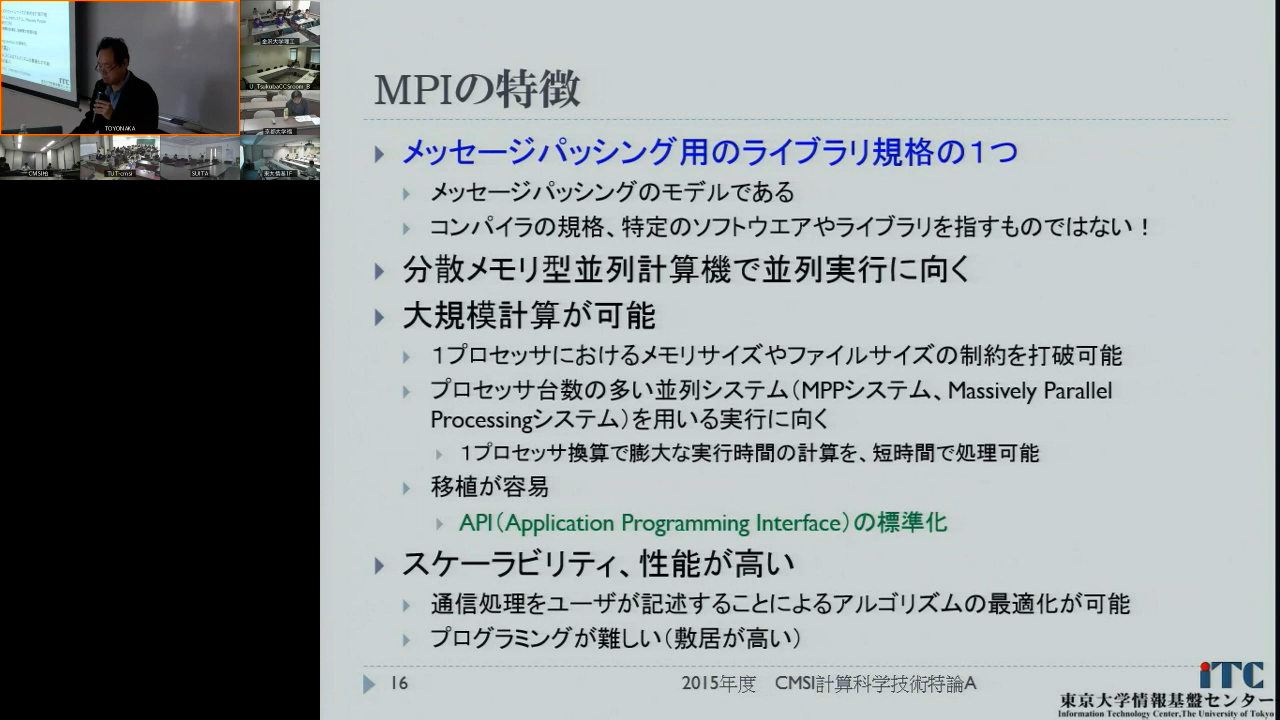 MPIの特徴
メッセージパッシング用のライブラリ規格の１つ
メッセージパッシングのモデルである
コンパイラの規格、特定のソフトウエアやライブラリを指すものではない！
分散メモリ型並列計算機で並列実行に向く
大規模計算が可能
１プロセッサにおけるメモリサイズやファイルサイズの制約を打破可能
プロセッサ台数の多い並列システム（MPPシステム、Massively Parallel
Processingシステム）を用いる実行に向く
１プロセッサ換算で膨大な実行時間の計算を、短時間で処理可能
移植が容易
API（Application Programming Interface）の標準化
スケーラビリティ、性能が高い
通信処理をユーザが記述することによるアルゴリズムの最適化が可能
プログラミングが難しい（敷居が高い）
16
2015年度　CMSI計算科学技術特論A
iTC
東京大学情報基盤センター
Information Technology Center,The University of Tokyo
TOYONAKA
金沢大学理工
U_TsukubaCCSroom_B
CMSI柏
TUT-cmsi
SUITA